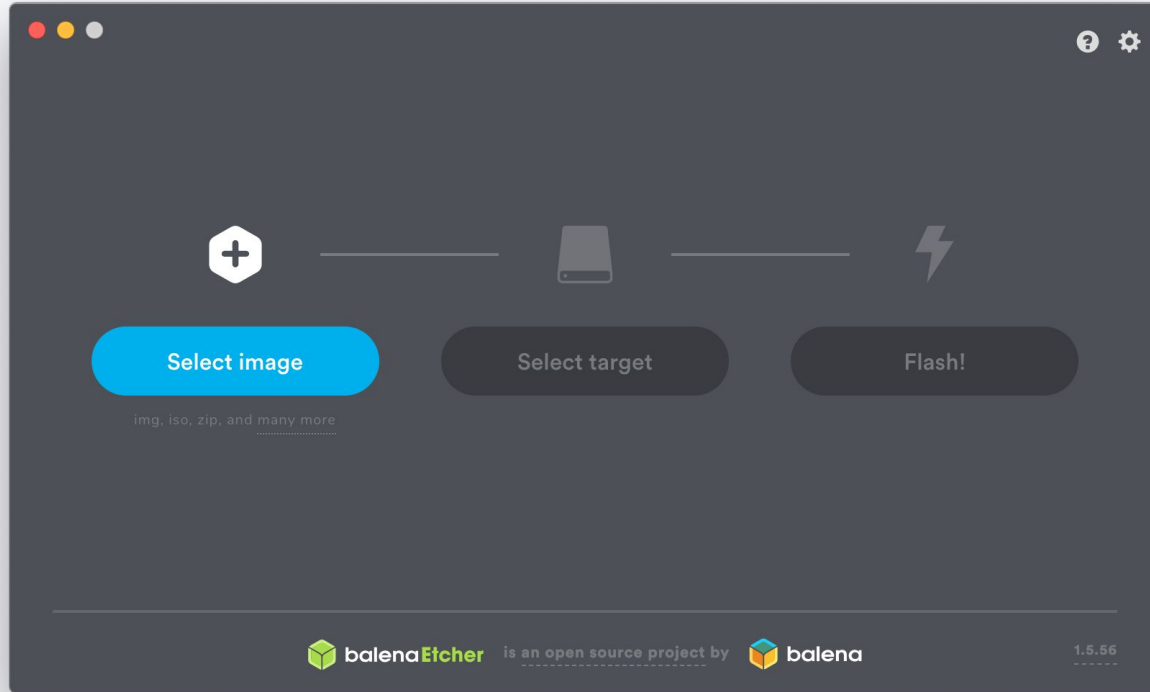 Select image
Select target
Flash!
img, iso, zip, and many more
balenaEtcher is an open source project by balena
1.5.56